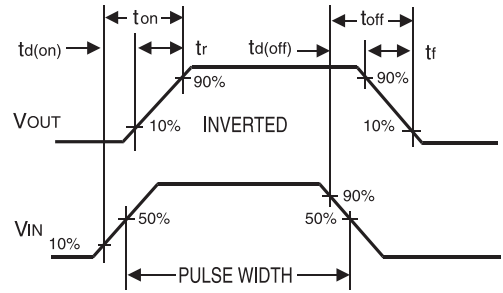 ton toff
td(on) tr td(off) tf
90% 90%
VOUT 10% INVERTED 10%
90%
VIN 50% 50%
10%
PULSE WIDTH